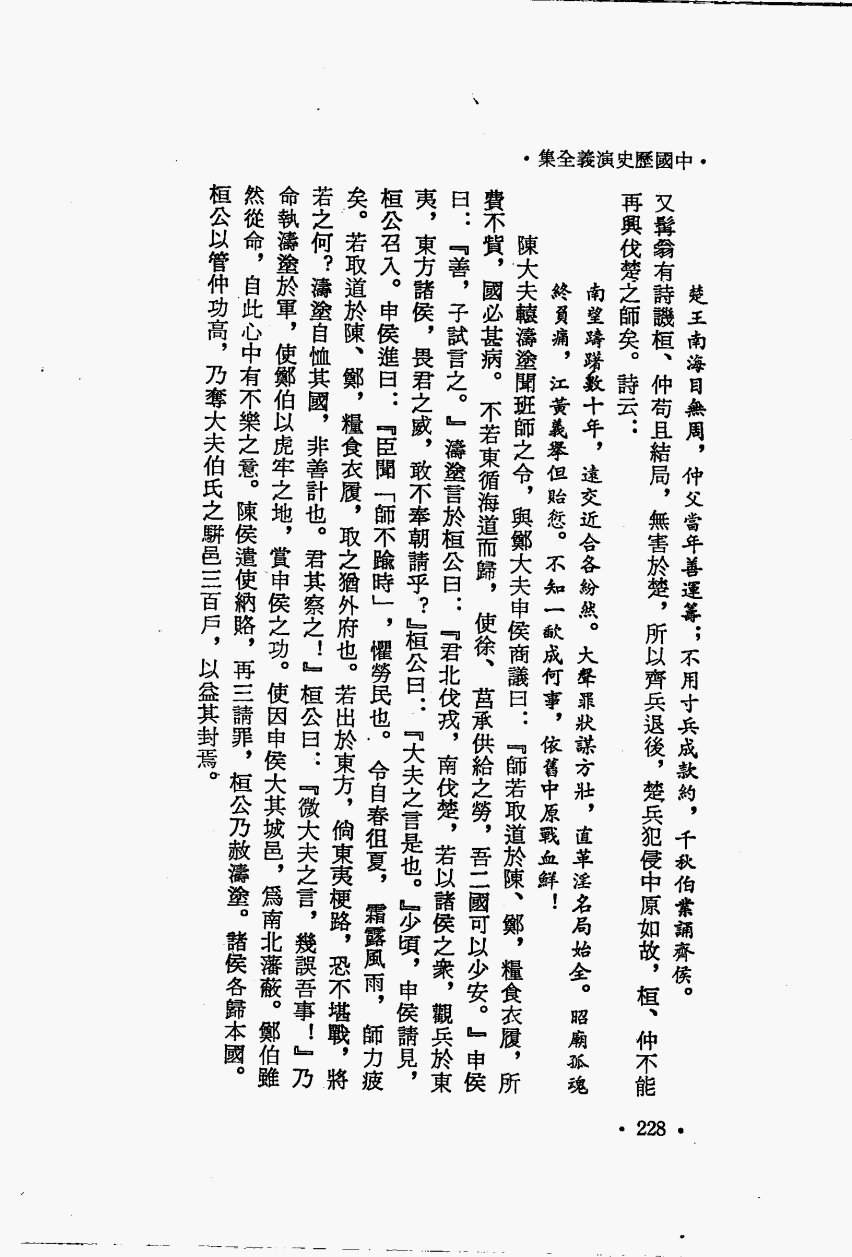 ·中國歷史演義全集·
楚王南海目無周，仲父當年善運籌；不用寸兵成款約，千秋伯業誦齊侯。
又髯翁有詩譏桓、仲苟且結局，無害於楚，所以齊兵退後，楚兵犯侵中原如故，桓、仲不能
再興伐楚之師矣。詩云：
南望躊躇數十年，遠交近合各紛然。大聲罪狀謀方壯，直革淫名局始全。昭廟孤魂
終負痛，江黃義舉但貽愆。不知一歃成何事，依舊中原戰血鮮！
陳大夫轅濤塗聞班師之令，與鄭大夫申侯商議曰：『師若取道於陳、鄭，糧食衣履，所
費不貲，國必甚病。不若東循海道而歸，使徐、莒承供給之勞，吾二國可以少安。』申侯
曰：『善，子試言之。』濤塗言於桓公曰：『君北伐戎，南伐楚，若以諸侯之衆，觀兵於東
夷，東方諸侯，畏君之威，敢不奉朝請乎？』桓公曰：『大夫之言是也。』少頃，申侯請見，
桓公召入。申侯進曰：『臣聞「師不踰時」，懼勞民也。今自春徂夏，霜露風雨，師力疲
矣。若取道於陳、鄭，糧食衣履，取之猶外府也。若出於東方，倘東夷梗路，恐不堪戰，將
若之何？濤塗自恤其國，非善計也。君其察之！』桓公曰：『微大夫之言，幾誤吾事！』乃
命執濤塗於軍，使鄭伯以虎牢之地，賞申侯之功。使因申侯大其城邑，爲南北藩蔽。鄭伯雖
然從命，自此心中有不樂之意。陳侯遣使納賂，再三請罪，桓公乃赦濤塗。諸侯各歸本國。
桓公以管仲功高，乃奪大夫伯氏之駢邑三百戶，以益其封焉。
·228·